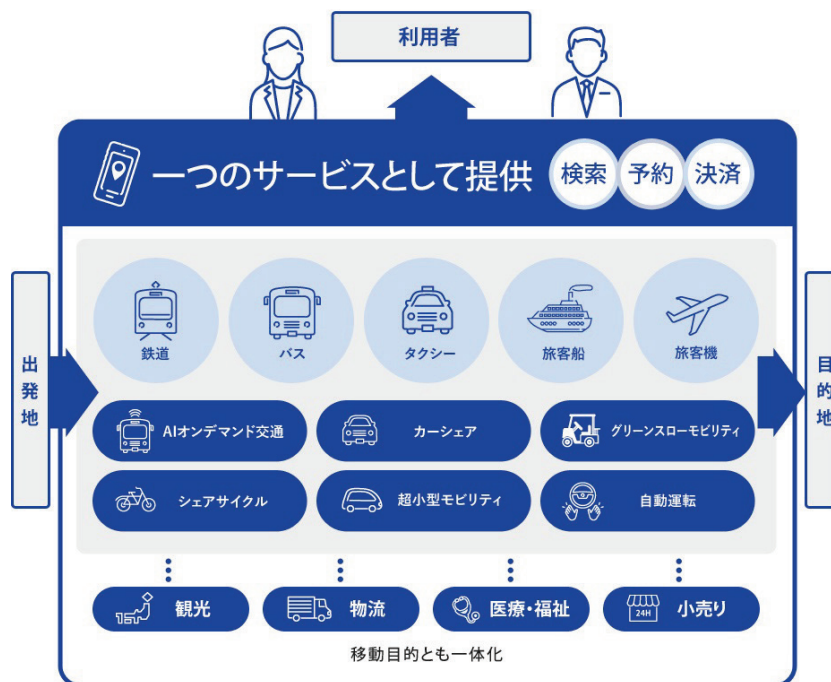 利用者
一つのサービスとして提供
検索
予約
決済
出発地
目的地
鉄道
バス
タクシー
旅客船
旅客機
AIオンデマンド交通
カーシェア
グリーンスローモビリティ
シェアサイクル
超小型モビリティ
自動運転
観光
物流
医療・福祉
24H
小売り
移動目的とも一体化